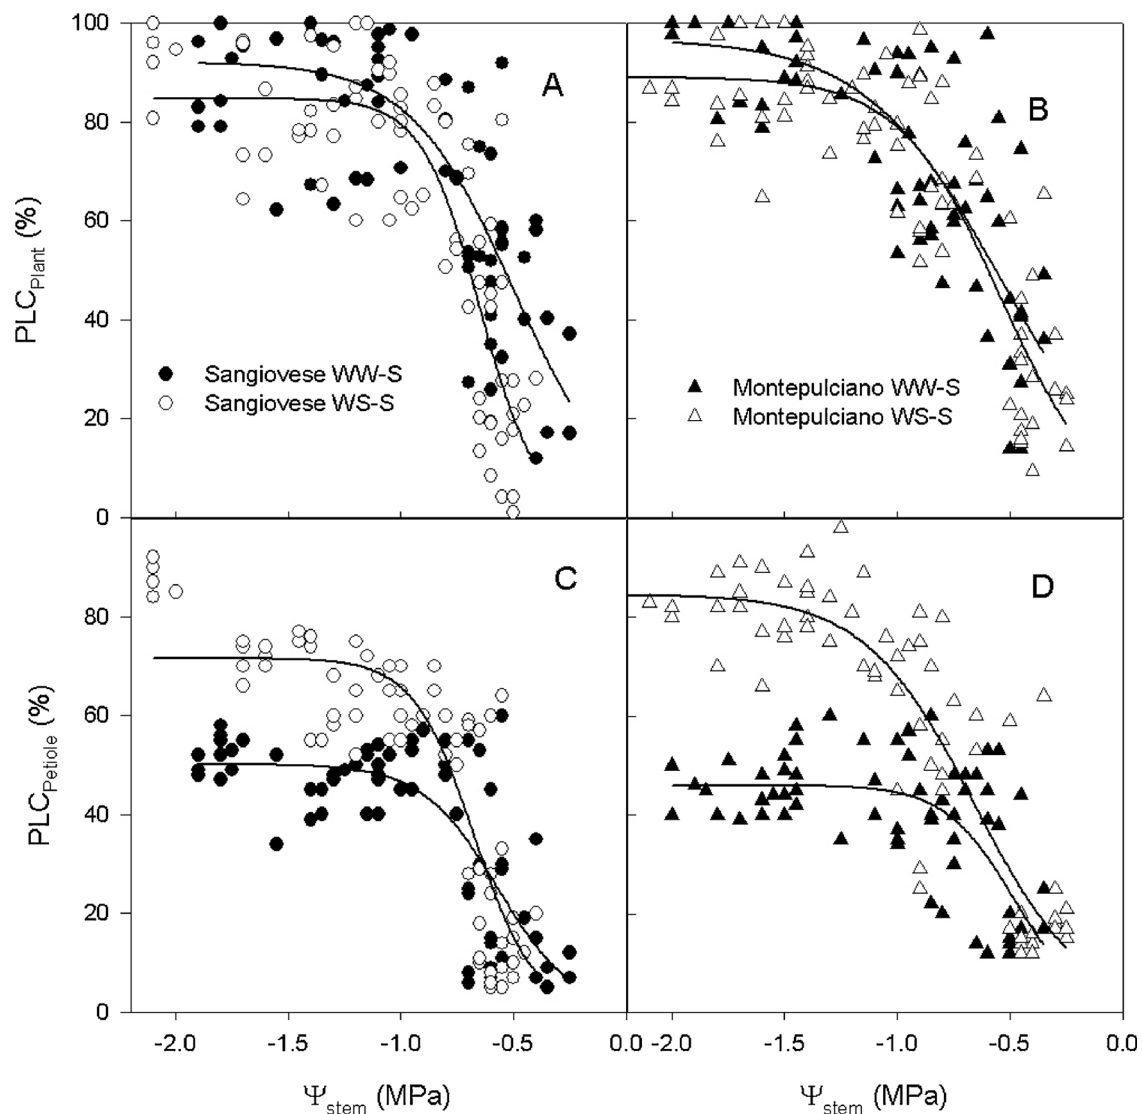 100
80
60
40
20
0
PLC_Plant (%)
A
Sangiovese WW-S
Sangiovese WS-S
B
Montepulciano WW-S
Montepulciano WS-S
80
60
40
20
0
PLC_Petiole (%)
C
D
-2.0 -1.5 -1.0 -0.5 0.0 -2.0 -1.5 -1.0 -0.5 0.0
Ψ_stem (MPa) Ψ_stem (MPa)